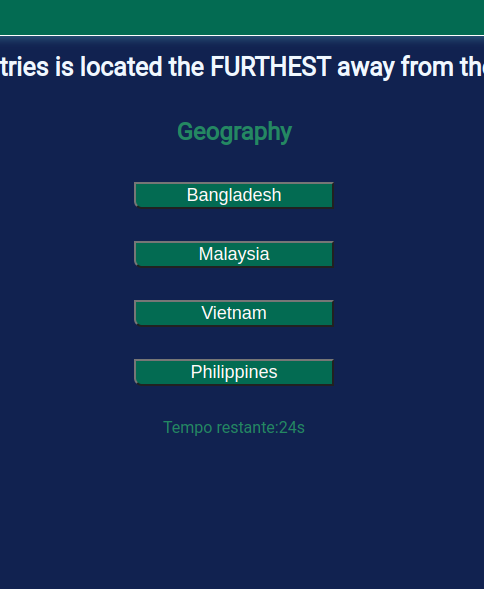 tries is located the FURTHEST away from the
Geography
Bangladesh
Malaysia
Vietnam
Philippines
Tempo restante:24s